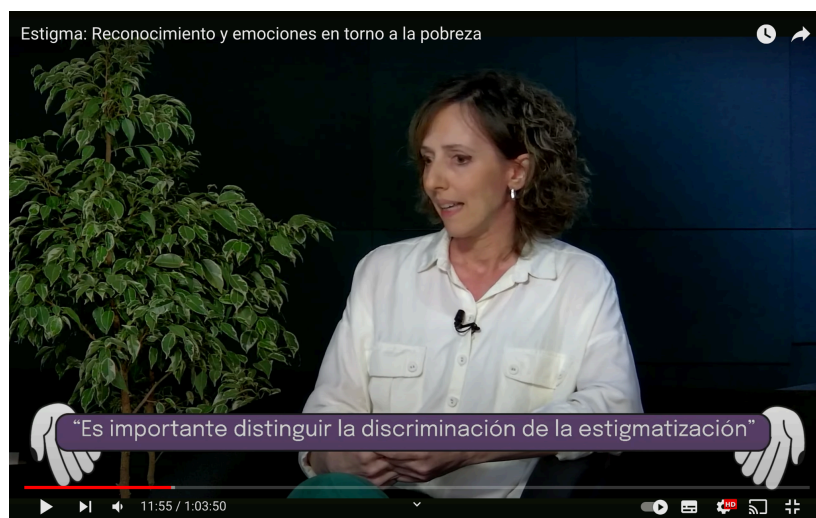 Estigma: Reconocimiento y emociones en torno a la pobreza
“Es importante distinguir la discriminación de la estigmatización”
11:55 / 1:03:50
HD